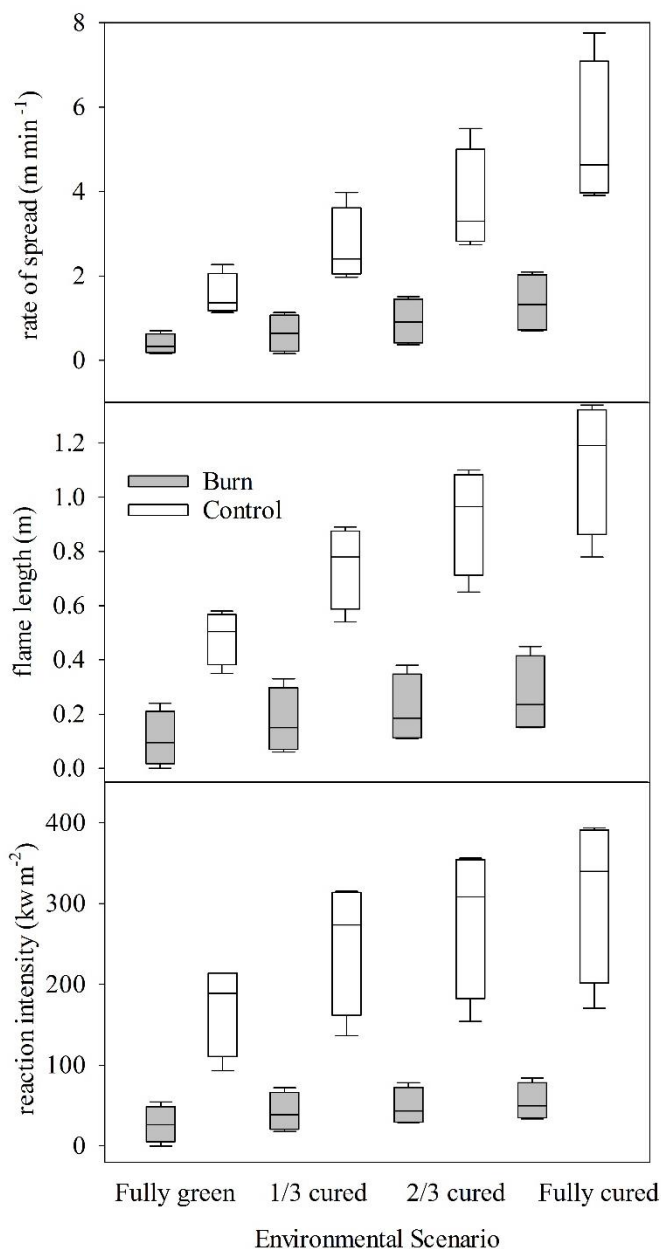 rate of spread (m min⁻¹)
8
6
4
2
0
flame length (m)
1.2
1.0
0.8
0.6
0.4
0.2
0.0
Burn
Control
reaction intensity (kw m⁻²)
400
300
200
100
0
Fully green 1/3 cured 2/3 cured Fully cured
Environmental Scenario